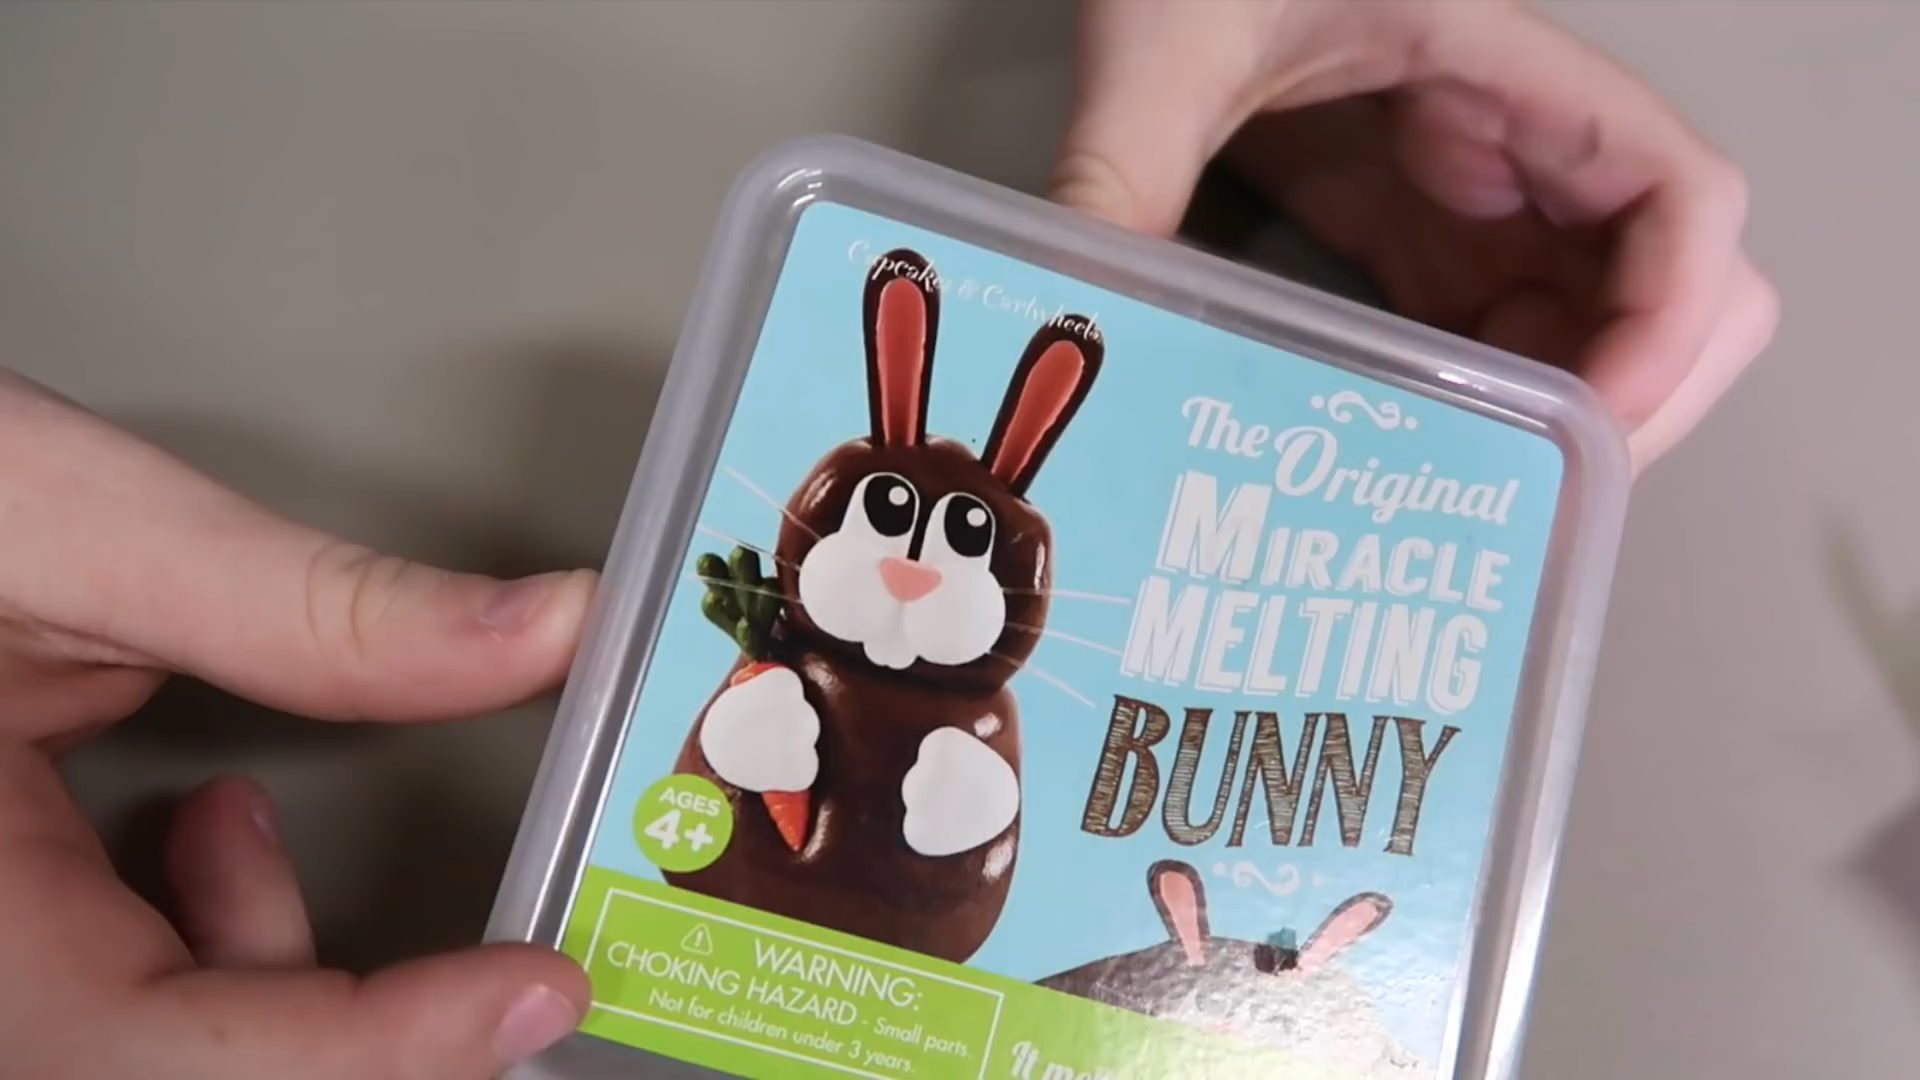 Cupcakes & Cartwheels
The Original
MIRACLE
MELTING
BUNNY
AGES
4+
WARNING:
CHOKING HAZARD - Small parts.
Not for children under 3 years.
It